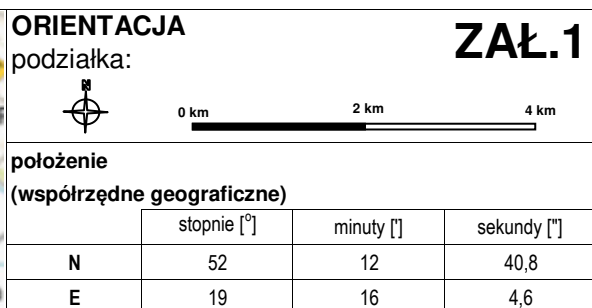 ORIENTACJA ZAŁ.1
podziałka:
N
0 km 2 km 4 km
położenie
(współrzędne geograficzne)
stopnie [°] minuty ['] sekundy ["]
N 52 12 40,8
E 19 16 4,6